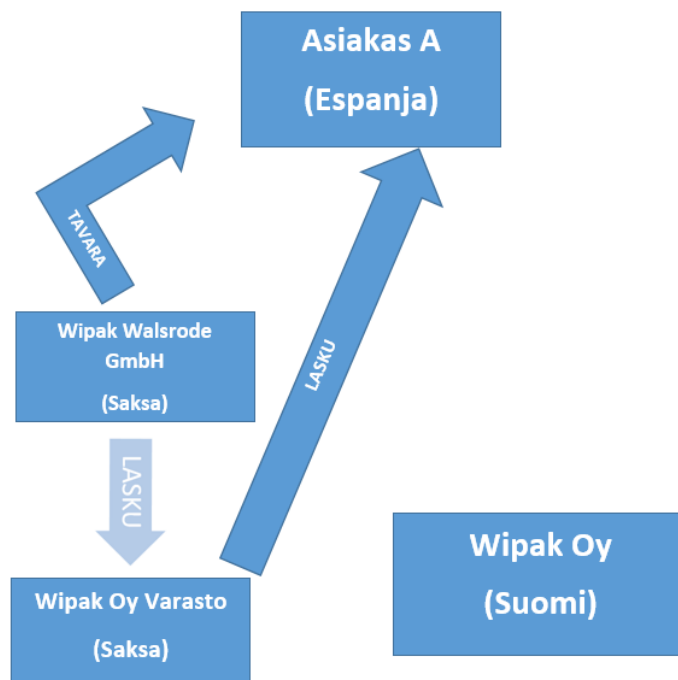 Asiakas A
(Espanja)
TAVARA
Wipak Walsrode
GmbH
(Saksa)
LASKU
LASKU
Wipak Oy Varasto
(Saksa)
Wipak Oy
(Suomi)